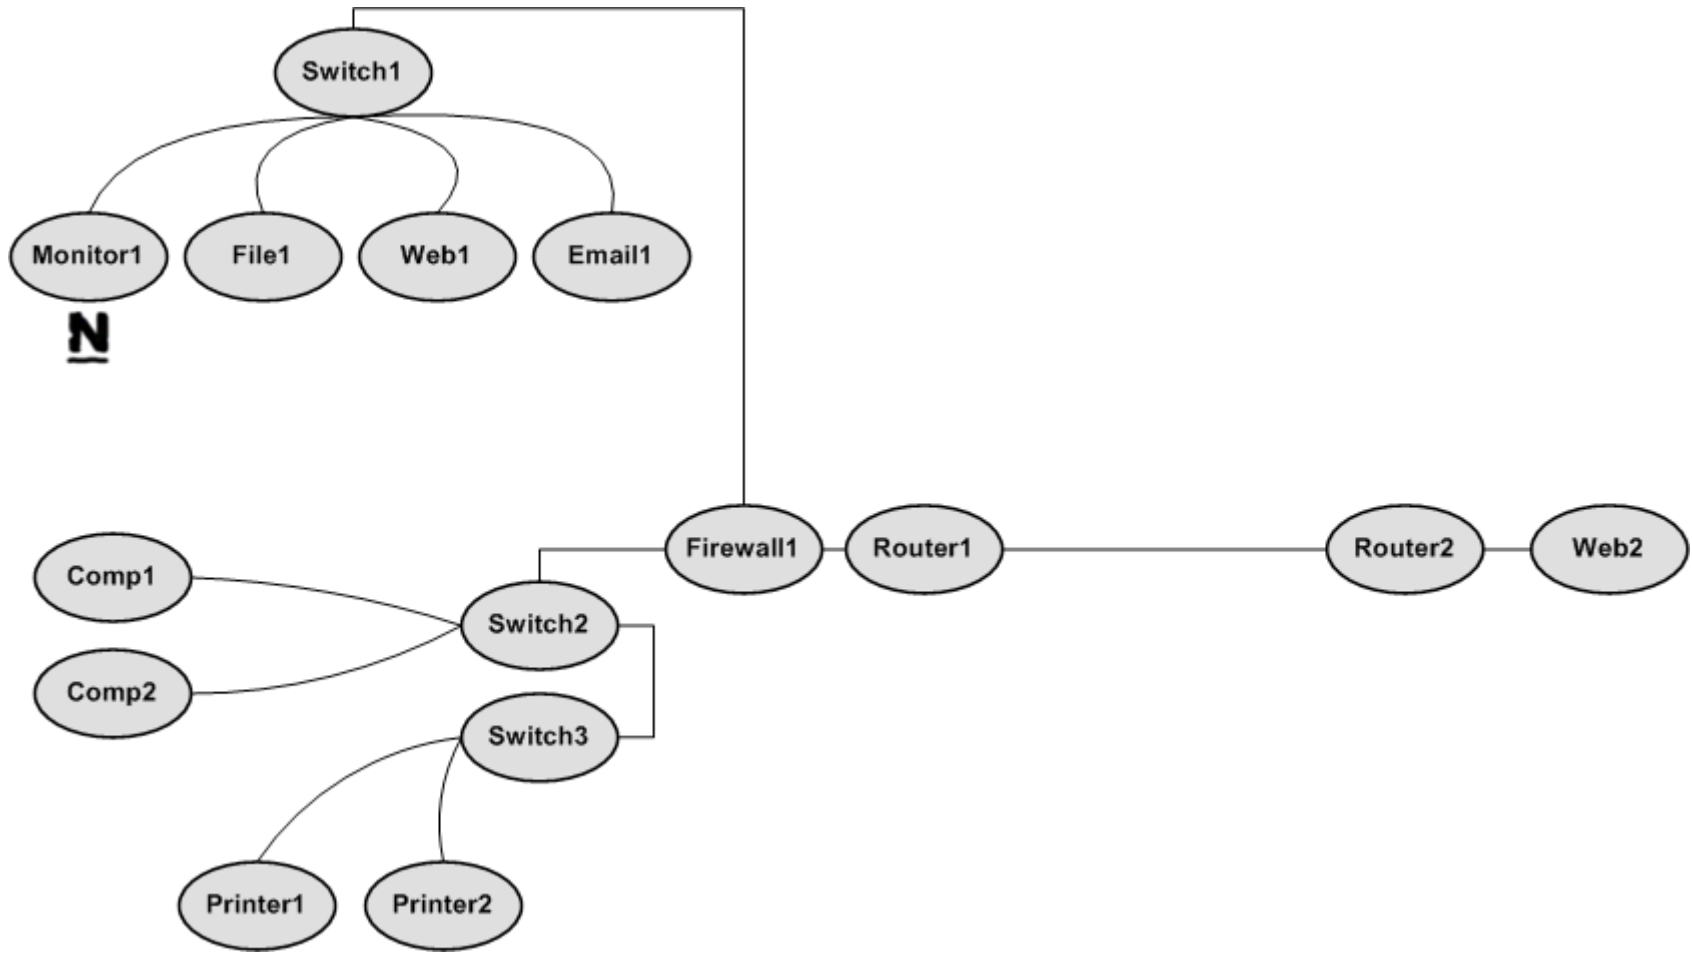 Switch1
Monitor1 File1 Web1 Email1
N
Firewall1 Router1 Router2 Web2
Comp1
Switch2
Comp2
Switch3
Printer1 Printer2